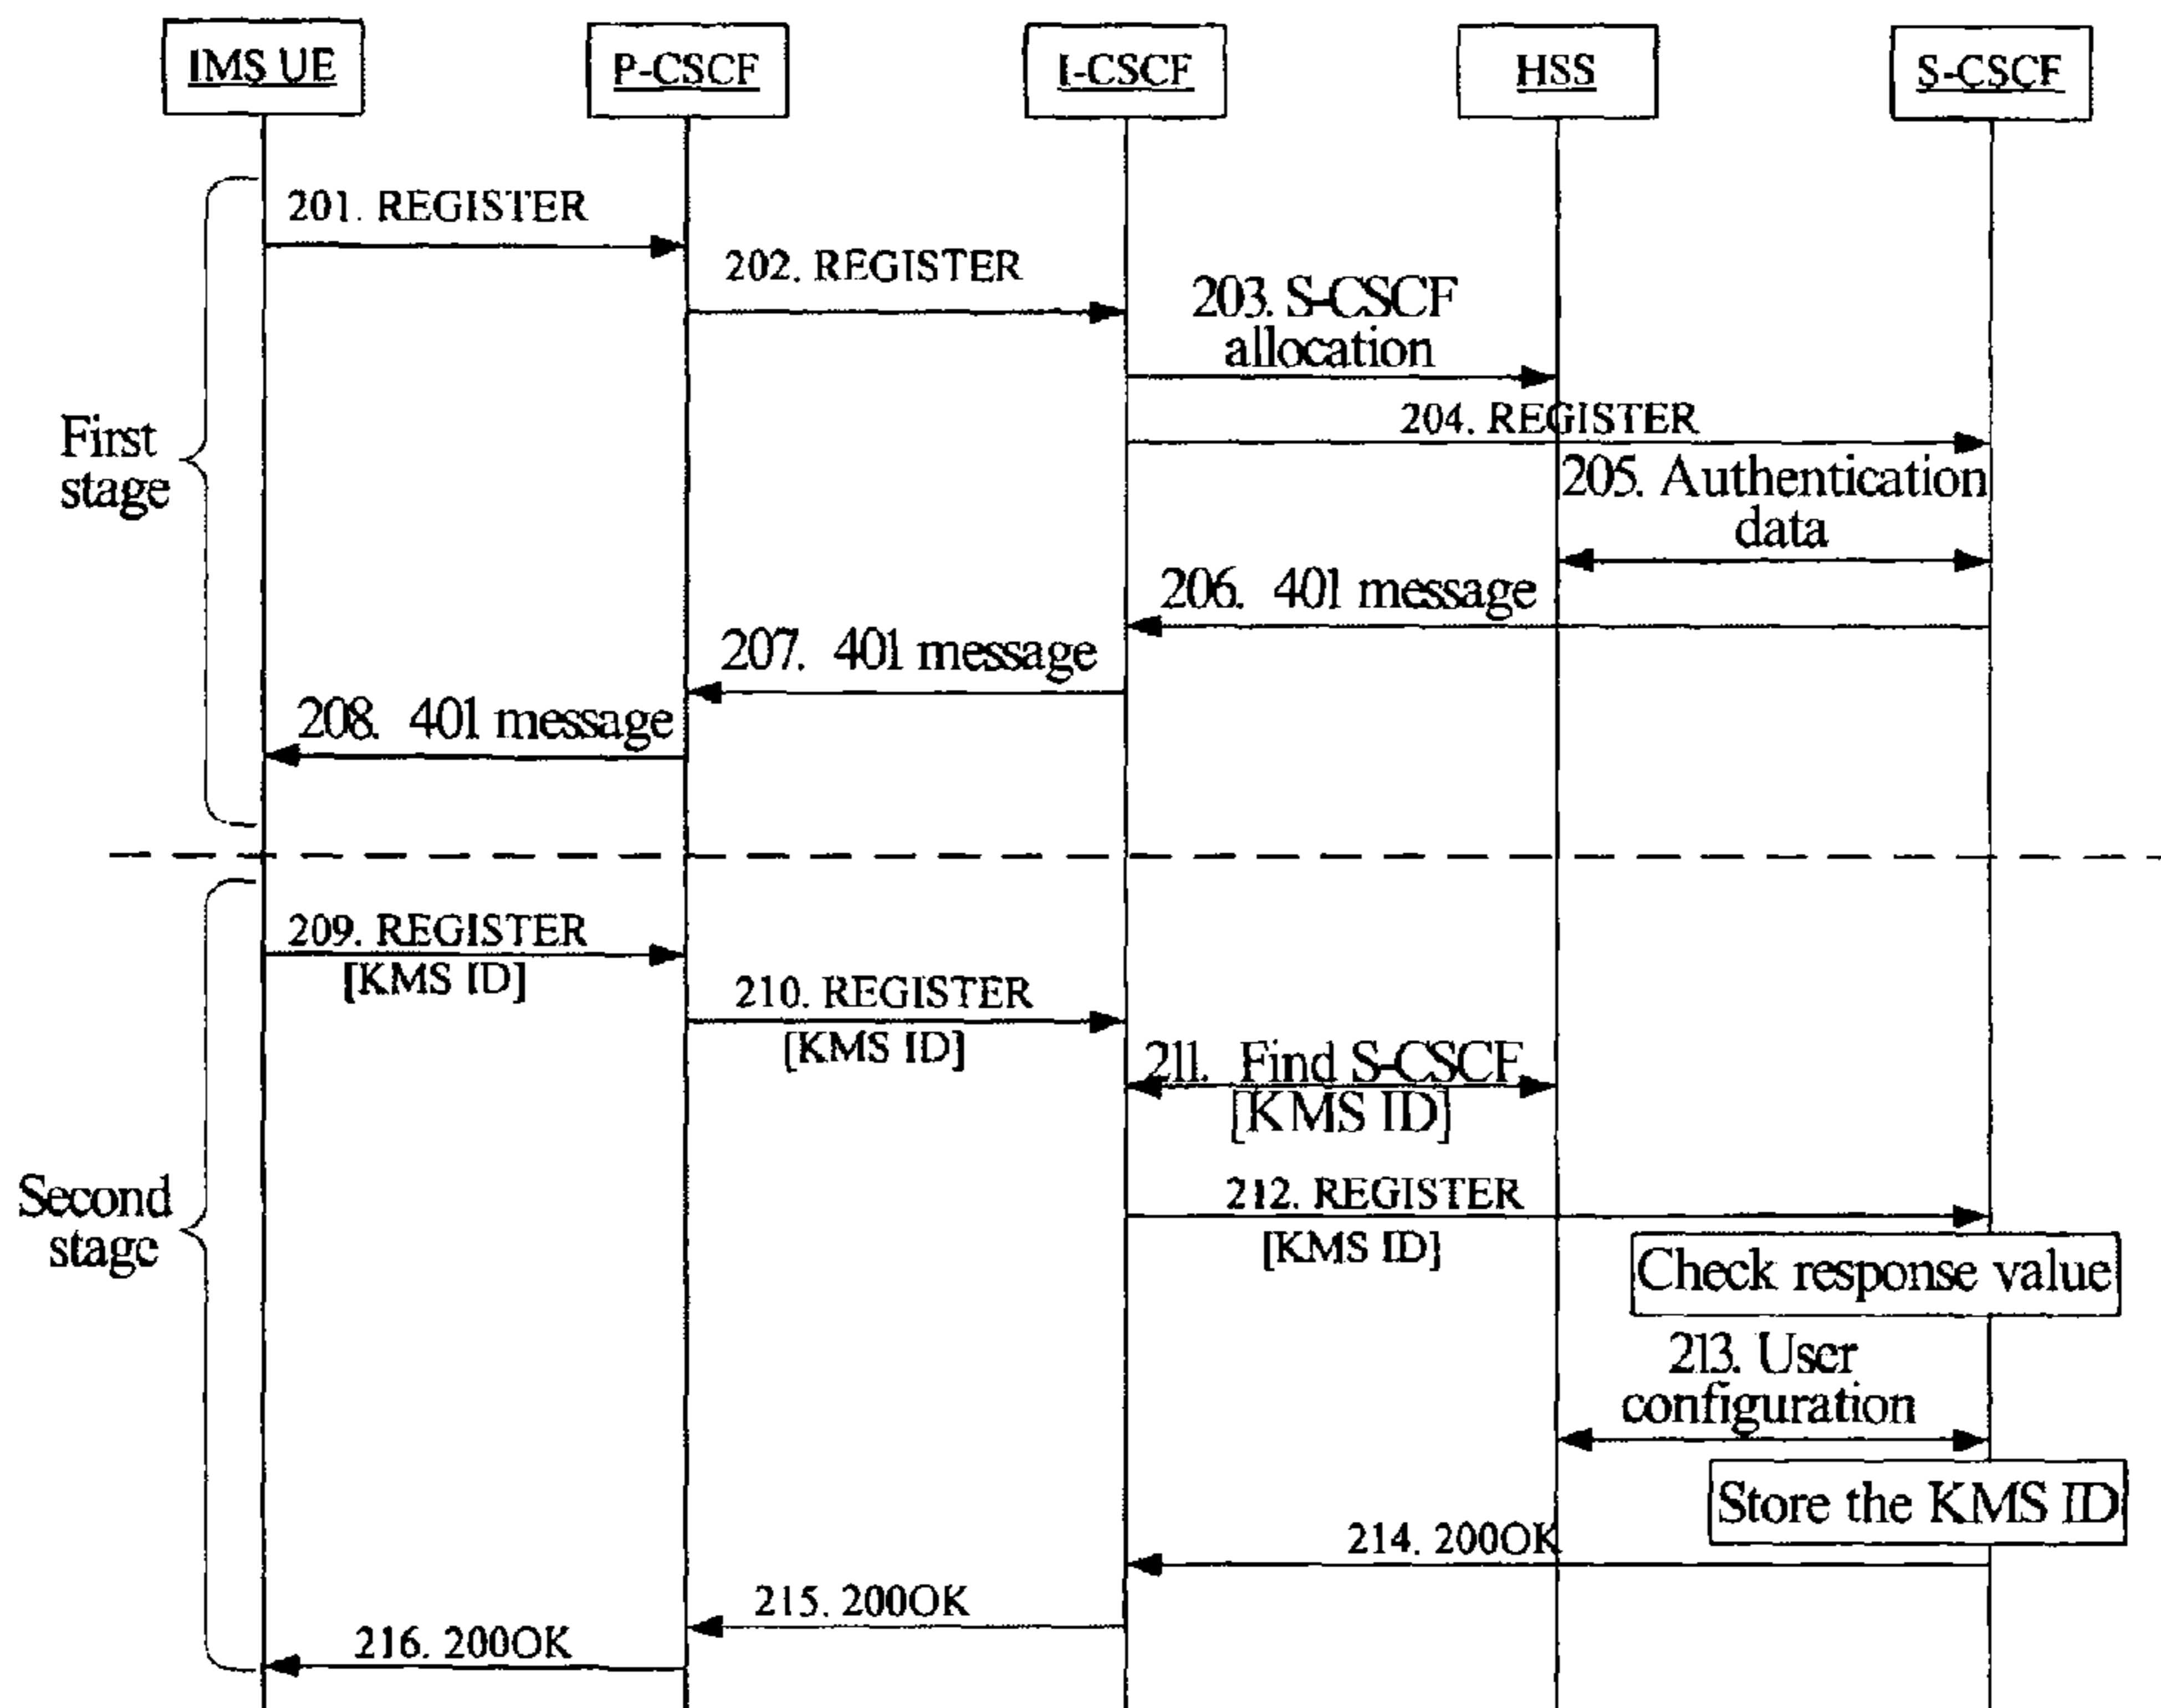 IMS UE
P-CSCF
I-CSCF
HSS
S-CSCF
201. REGISTER
202. REGISTER
203. S-CSCF
allocation
204. REGISTER
First
stage
205. Authentication
data
206. 401 message
207. 401 message
208. 401 message
209. REGISTER
[KMS ID]
210. REGISTER
[KMS ID]
211. Find S-CSCF
[KMS ID]
Second
stage
212. REGISTER
[KMS ID]
Check response value
213. User
configuration
Store the KMS ID
214. 200OK
215. 200OK
216. 200OK